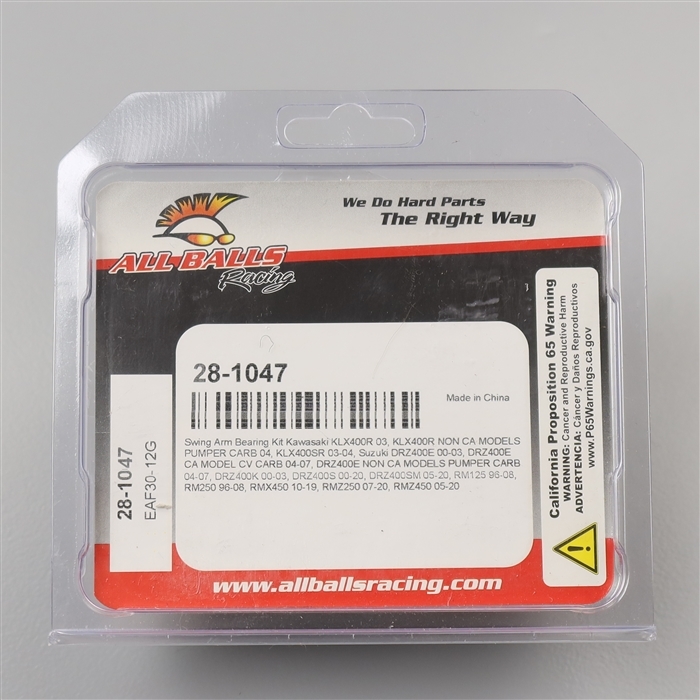 We Do Hard Parts
The Right Way
ALL BALLS
Racing
28-1047
Made in China
Swing Arm Bearing Kit Kawasaki KLX400R 03, KLX400R NON CA MODELS
PUMPER CARB 04, KLX400SR 03-04, Suzuki DRZ400E 00-03, DRZ400E
CA MODEL CV CARB 04-07, DRZ400E NON CA MODELS PUMPER CARB
04-07, DRZ400K 00-03, DRZ400S 00-20, DRZ400SM 05-20, RM125 96-08,
RM250 96-08, RMX450 10-19, RMZ250 07-20, RMZ450 05-20
28-1047
EAF30-12G
California Proposition 65 Warning
WARNING: Cancer and Reproductive Harm
ADVERTENCIA: Cáncer y Daños Reproductivos
www.P65Warnings.ca.gov
www.allballsracing.com